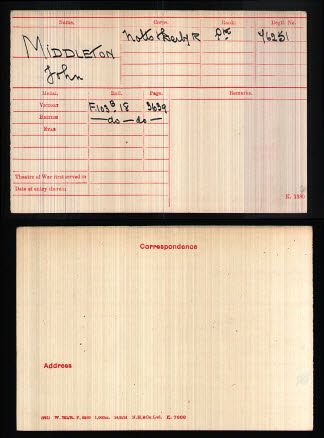 Name. Corps. Rank. Regtl. No.
MIDDLETON Notts & Derby R Pte 76251
John
Medal. Roll. Page. Remarks.
VICTORY F/103 B 18 3639
BRITISH — do — do —
STAR
Theatre of War first served in
Date of entry therein
K. 1380
Correspondence
Address